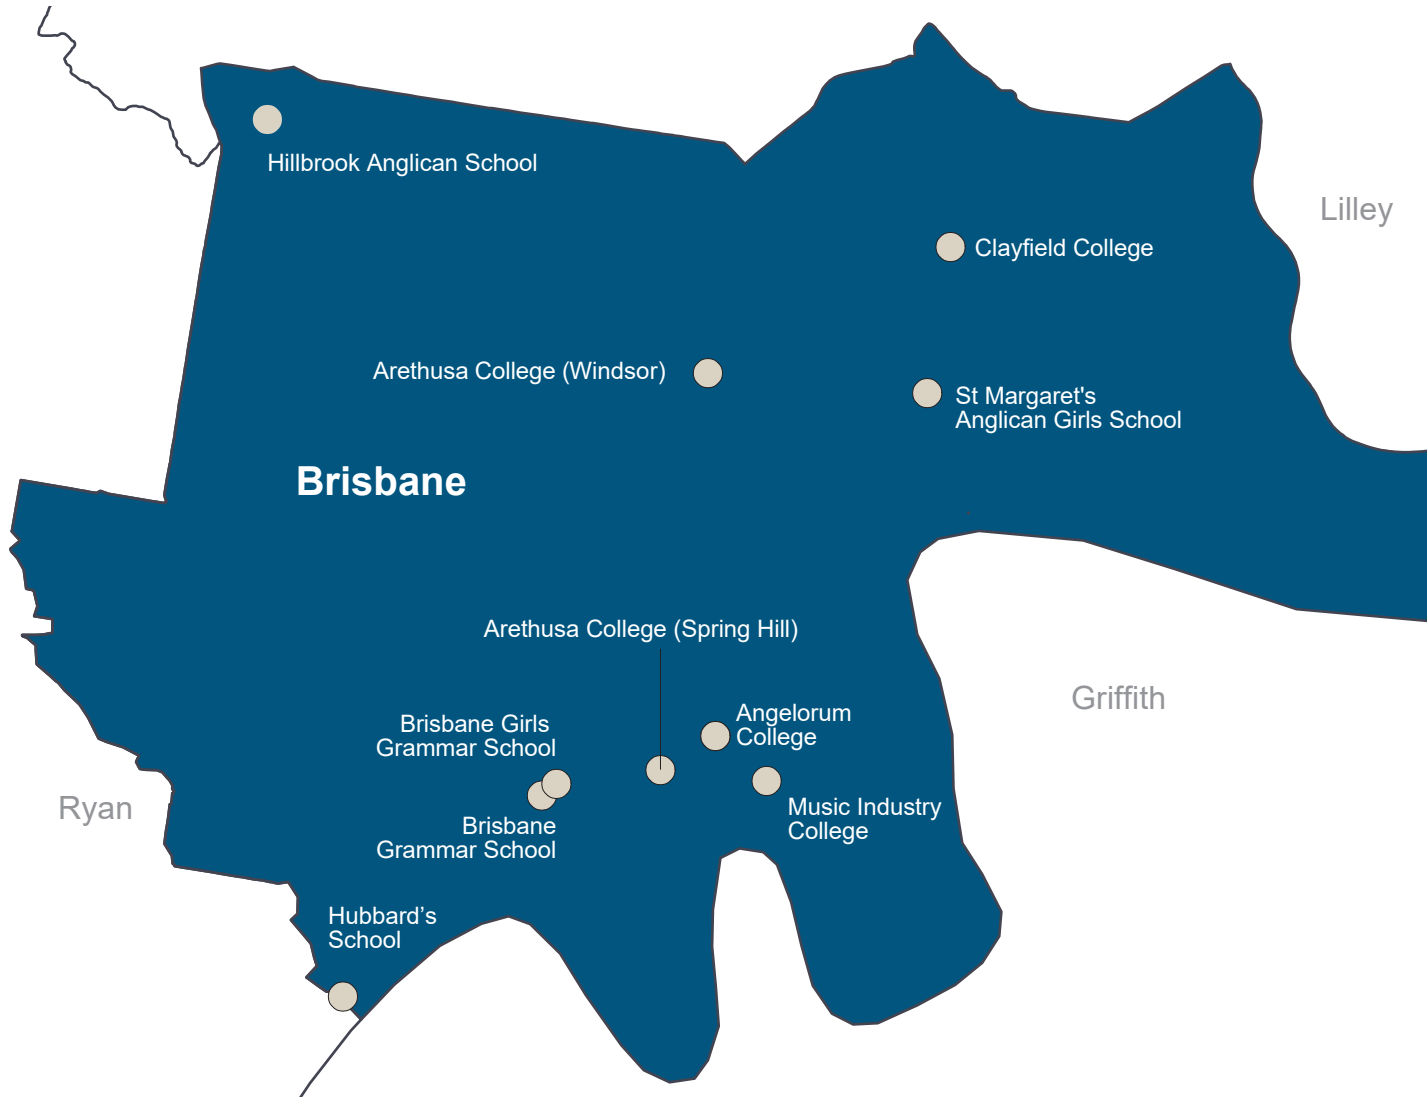 Hillbrook Anglican School
Lilley
Clayfield College
Arethusa College (Windsor)
St Margaret's
Anglican Girls School
Brisbane
Arethusa College (Spring Hill)
Griffith
Angelorum
College
Brisbane Girls
Grammar School
Ryan
Music Industry
College
Brisbane
Grammar School
Hubbard’s
School